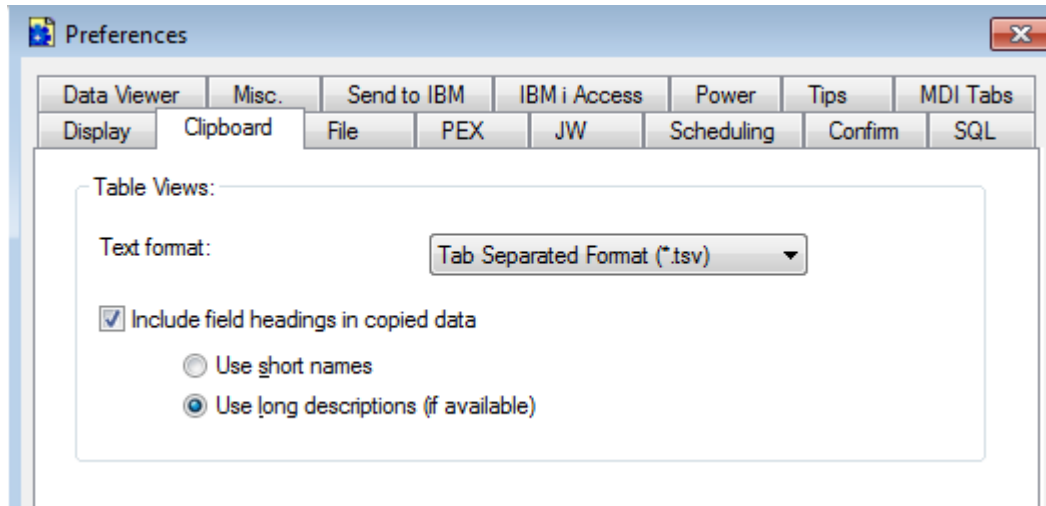 Preferences
Data Viewer Misc. Send to IBM IBM i Access Power Tips MDI Tabs
Display Clipboard File PEX JW Scheduling Confirm SQL
Table Views:
Text format: Tab Separated Format (*.tsv)
Include field headings in copied data
Use short names
Use long descriptions (if available)